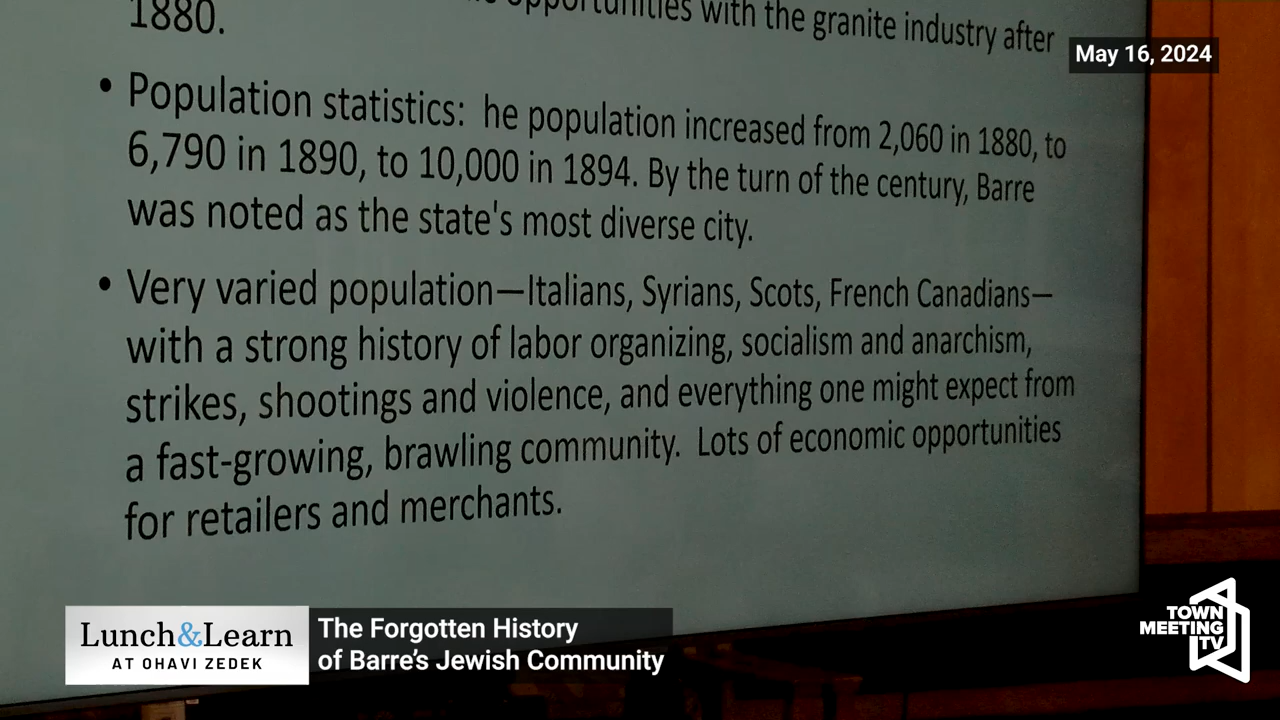 opportunities with the granite industry after
1880.
May 16, 2024
• Population statistics:  he population increased from 2,060 in 1880, to
6,790 in 1890, to 10,000 in 1894. By the turn of the century, Barre
was noted as the state's most diverse city.
• Very varied population—Italians, Syrians, Scots, French Canadians—
with a strong history of labor organizing, socialism and anarchism,
strikes, shootings and violence, and everything one might expect from
a fast-growing, brawling community.  Lots of economic opportunities
for retailers and merchants.
Lunch&Learn
AT OHAVI ZEDEK
The Forgotten History
of Barre’s Jewish Community
TOWN
MEETING
TV